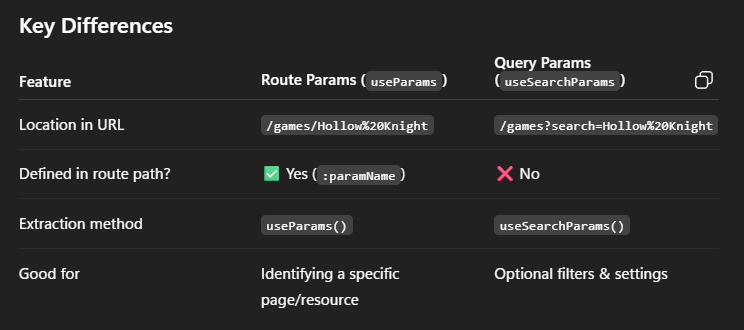 Key Differences
Feature Route Params (useParams) Query Params (useSearchParams)
Location in URL /games/Hollow%20Knight /games?search=Hollow%20Knight
Defined in route path? ✅ Yes (:paramName) ❌ No
Extraction method useParams() useSearchParams()
Good for Identifying a specific page/resource Optional filters & settings